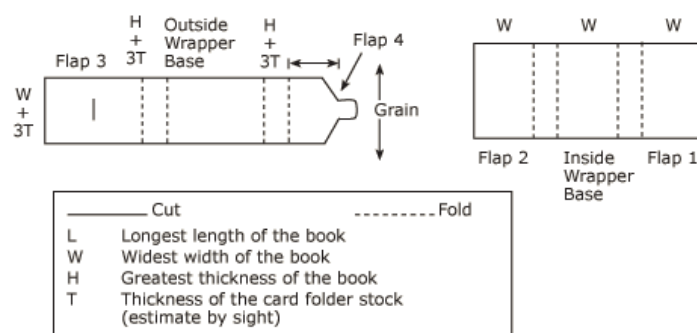 H
+
3T
Outside
Wrapper
Base
H
+
3T
Flap 3
Flap 4
W
+
3T
Grain
W W W
Flap 2
Inside
Wrapper
Base
Flap 1
Cut Fold
L Longest length of the book
W Widest width of the book
H Greatest thickness of the book
T Thickness of the card folder stock
(estimate by sight)